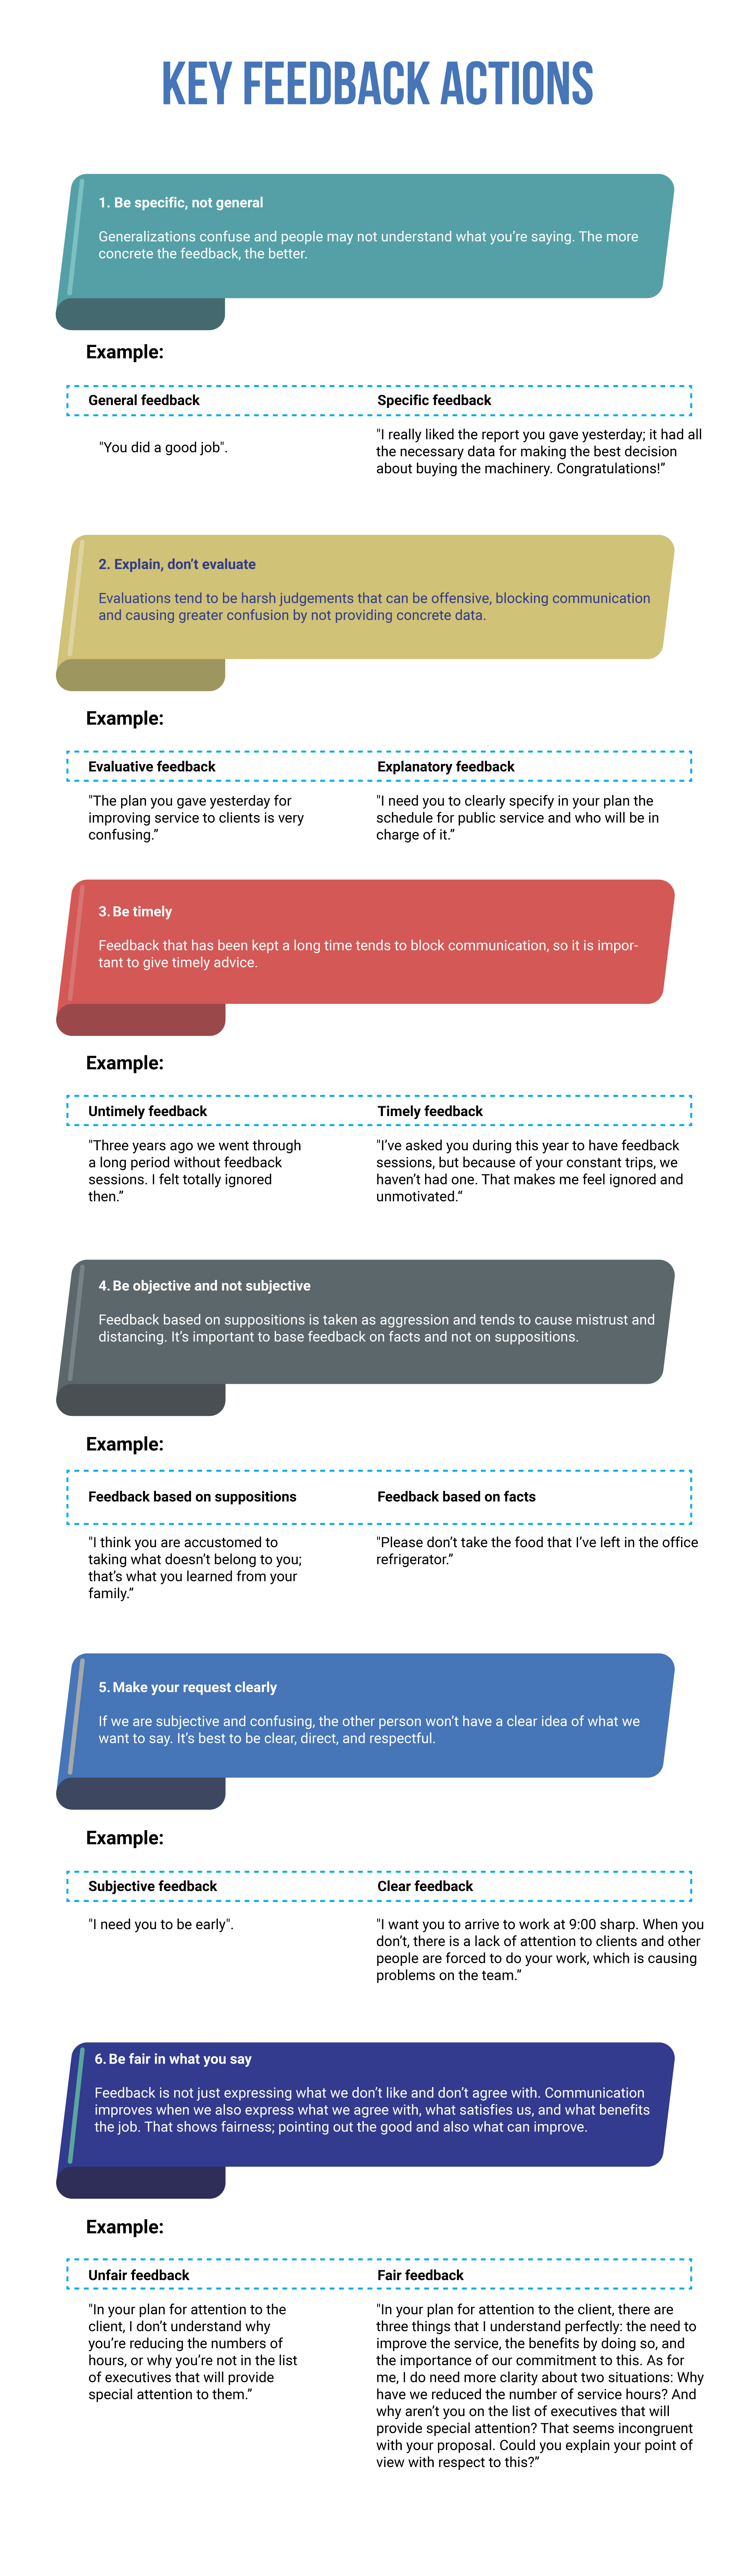 KEY FEEDBACK ACTIONS
1. Be specific, not general
Generalizations confuse and people may not understand what you're saying. The more
concrete the feedback, the better.
Example:
General feedback
Specific feedback
"You did a good job".
"I really liked the report you gave yesterday; it had all
the necessary data for making the best decision
about buying the machinery. Congratulations!”
2. Explain, don’t evaluate
Evaluations tend to be harsh judgements that can be offensive, blocking communication
and causing greater confusion by not providing concrete data.
Example:
Evaluative feedback
Explanatory feedback
"The plan you gave yesterday for
improving service to clients is very
confusing.”
"I need you to clearly specify in your plan the
schedule for public service and who will be in
charge of it.”
3. Be timely
Feedback that has been kept a long time tends to block communication, so it is impor-
tant to give timely advice.
Example:
Untimely feedback
Timely feedback
"Three years ago we went through
a long period without feedback
sessions. I felt totally ignored
then.”
"I’ve asked you during this year to have feedback
sessions, but because of your constant trips, we
haven’t had one. That makes me feel ignored and
unmotivated.“
4. Be objective and not subjective
Feedback based on suppositions is taken as aggression and tends to cause mistrust and
distancing. It’s important to base feedback on facts and not on suppositions.
Example:
Feedback based on suppositions
Feedback based on facts
"I think you are accustomed to
taking what doesn’t belong to you;
that’s what you learned from your
family.”
"Please don’t take the food that I’ve left in the office
refrigerator.”
5. Make your request clearly
If we are subjective and confusing, the other person won’t have a clear idea of what we
want to say. It’s best to be clear, direct, and respectful.
Example:
Subjective feedback
Clear feedback
"I need you to be early".
"I want you to arrive to work at 9:00 sharp. When you
don’t, there is a lack of attention to clients and other
people are forced to do your work, which is causing
problems on the team.”
6. Be fair in what you say
Feedback is not just expressing what we don’t like and don’t agree with. Communication
improves when we also express what we agree with, what satisfies us, and what benefits
the job. That shows fairness; pointing out the good and also what can improve.
Example:
Unfair feedback
Fair feedback
"In your plan for attention to the
client, I don’t understand why
you’re reducing the numbers of
hours, or why you’re not in the list
of executives that will provide
special attention to them.”
"In your plan for attention to the client, there are
three things that I understand perfectly: the need to
improve the service, the benefits by doing so, and
the importance of our commitment to this. As for
me, I do need more clarity about two situations: Why
have we reduced the number of service hours? And
why aren’t you on the list of executives that will
provide special attention? That seems incongruent
with your proposal. Could you explain your point of
view with respect to this?”